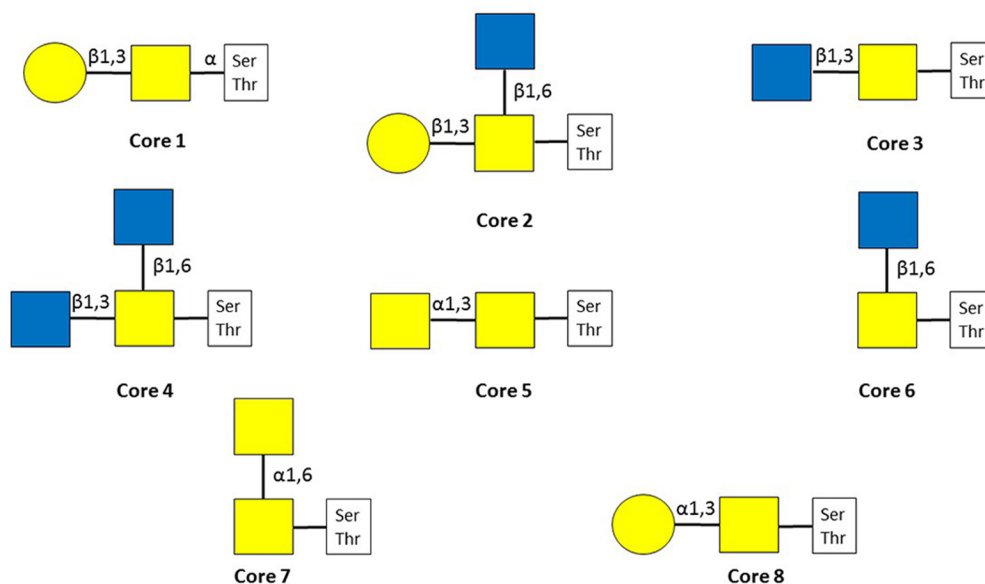 β1,3
α
Ser
Thr
Core 1
β1,6
β1,3
Ser
Thr
Core 2
β1,3
Ser
Thr
Core 3
β1,6
β1,3
Ser
Thr
Core 4
α1,3
Ser
Thr
Core 5
β1,6
Ser
Thr
Core 6
α1,6
Ser
Thr
Core 7
α1,3
Ser
Thr
Core 8